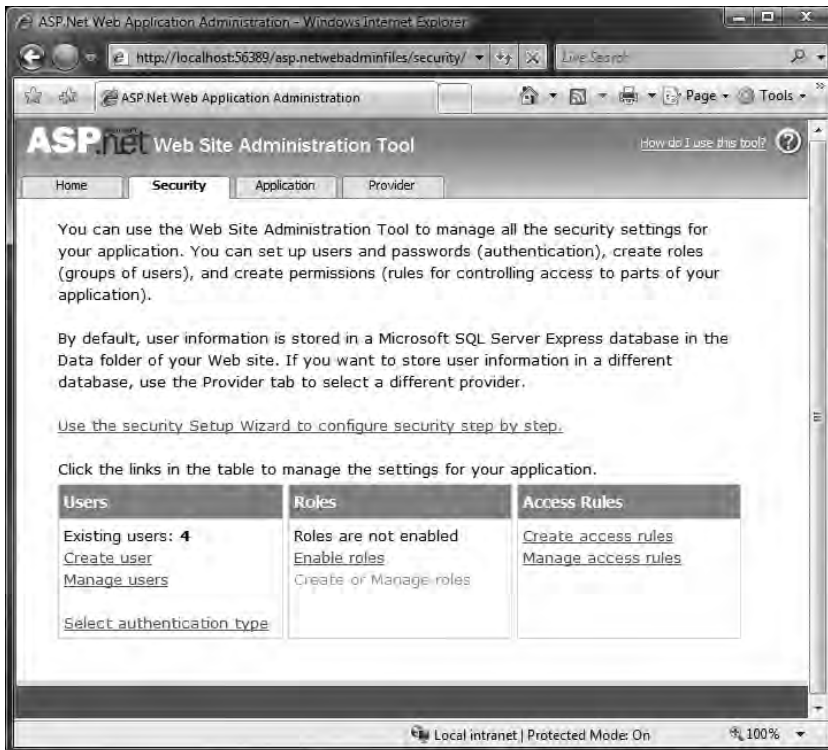 ASP.Net Web Application Administration - Windows Internet Explorer
http://localhost:56389/asp.netwebadminfiles/security/
Live Search
ASP.Net Web Application Administration
Page
Tools
ASP.net Web Site Administration Tool
How do I use this tool?
Home
Security
Application
Provider
You can use the Web Site Administration Tool to manage all the security settings for
your application. You can set up users and passwords (authentication), create roles
(groups of users), and create permissions (rules for controlling access to parts of your
application).
By default, user information is stored in a Microsoft SQL Server Express database in the
Data folder of your Web site. If you want to store user information in a different
database, use the Provider tab to select a different provider.
Use the security Setup Wizard to configure security step by step.
Click the links in the table to manage the settings for your application.
Users
Existing users: 4
Create user
Manage users
Select authentication type
Roles
Roles are not enabled
Enable roles
Create or Manage roles
Access Rules
Create access rules
Manage access rules
Local intranet | Protected Mode: On
100%